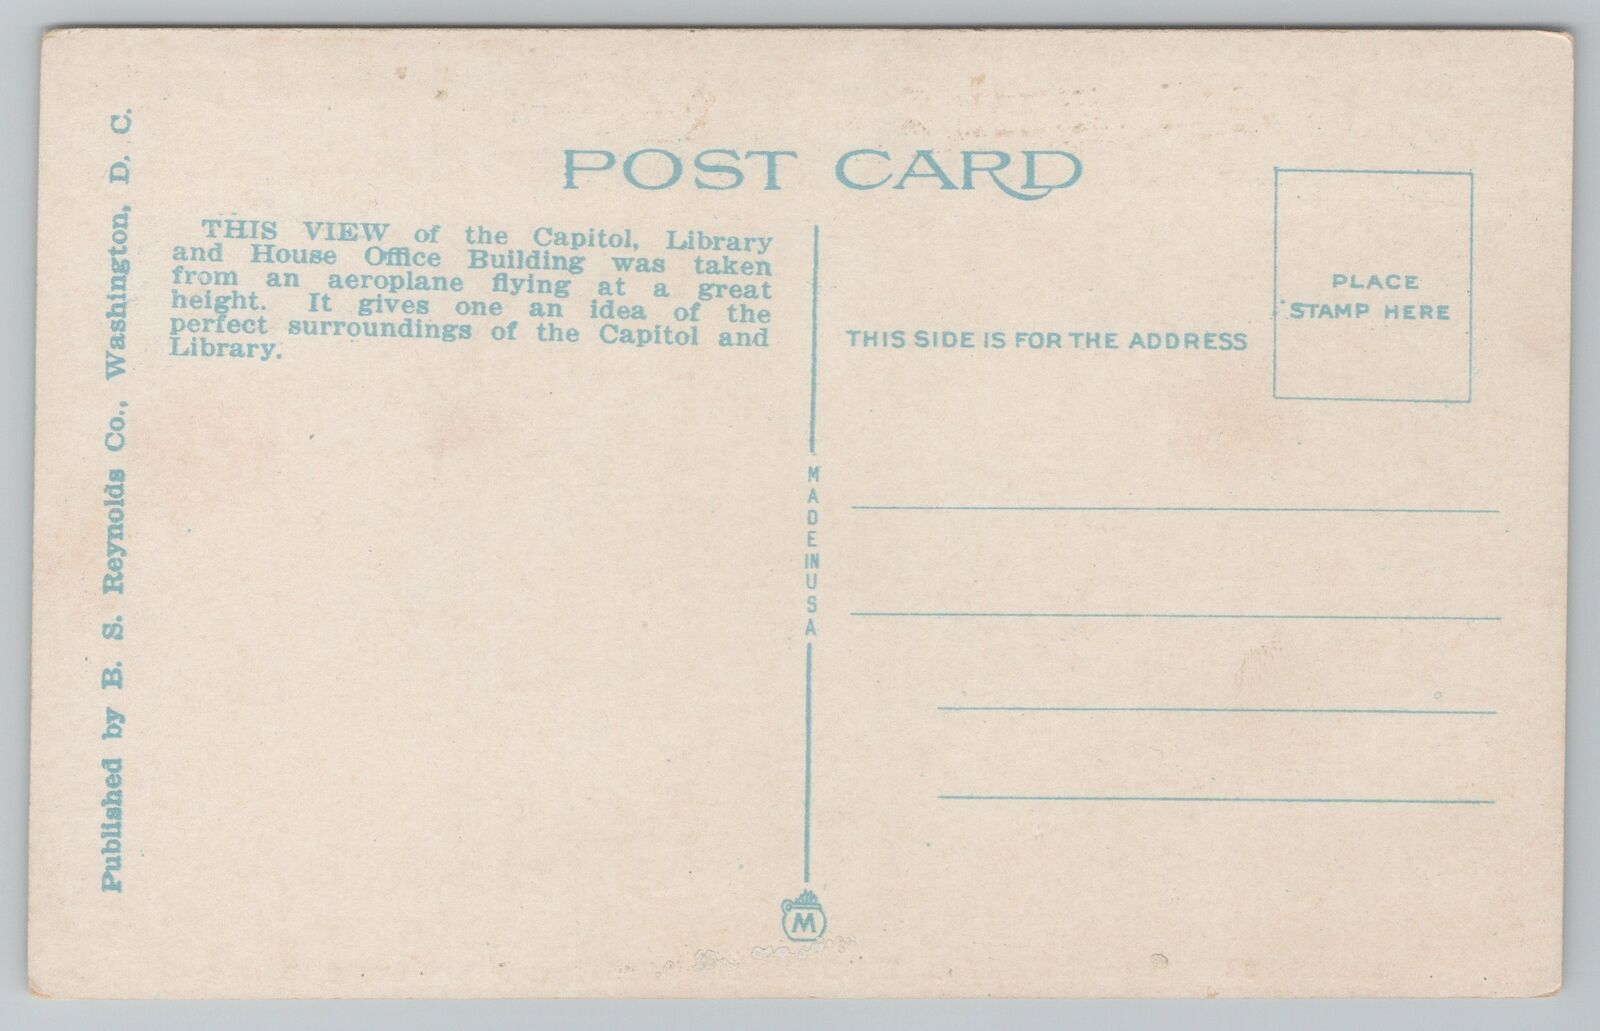 POST CARD
THIS VIEW of the Capitol, Library
and House Office Building was taken
from an aeroplane flying at a great
height. It gives one an idea of the
perfect surroundings of the Capitol and
Library.
Published by B. S. Reynolds Co., Washington, D. C.
MADE IN USA
M
THIS SIDE IS FOR THE ADDRESS
PLACE
STAMP HERE